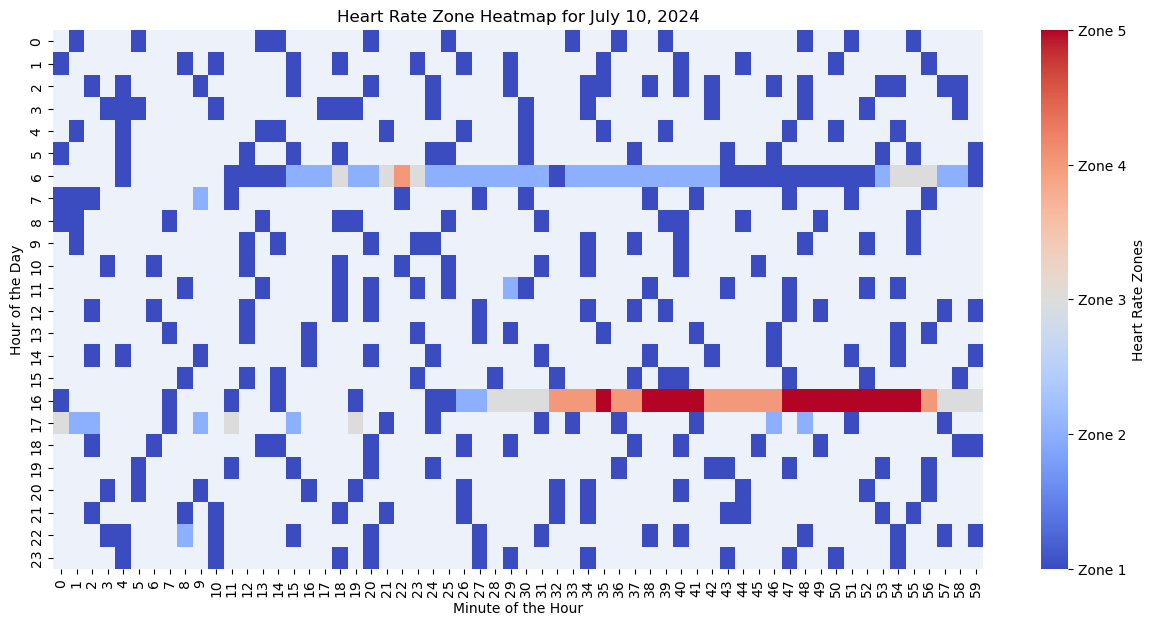 Heart Rate Zone Heatmap for July 10, 2024
Hour of the Day
0
1
2
3
4
5
6
7
8
9
10
11
12
13
14
15
16
17
18
19
20
21
22
23
0 1 2 3 4 5 6 7 8 9 10 11 12 13 14 15 16 17 18 19 20 21 22 23 24 25 26 27 28 29 30 31 32 33 34 35 36 37 38 39 40 41 42 43 44 45 46 47 48 49 50 51 52 53 54 55 56 57 58 59
Minute of the Hour
Zone 5
Zone 4
Zone 3
Zone 2
Zone 1
Heart Rate Zones